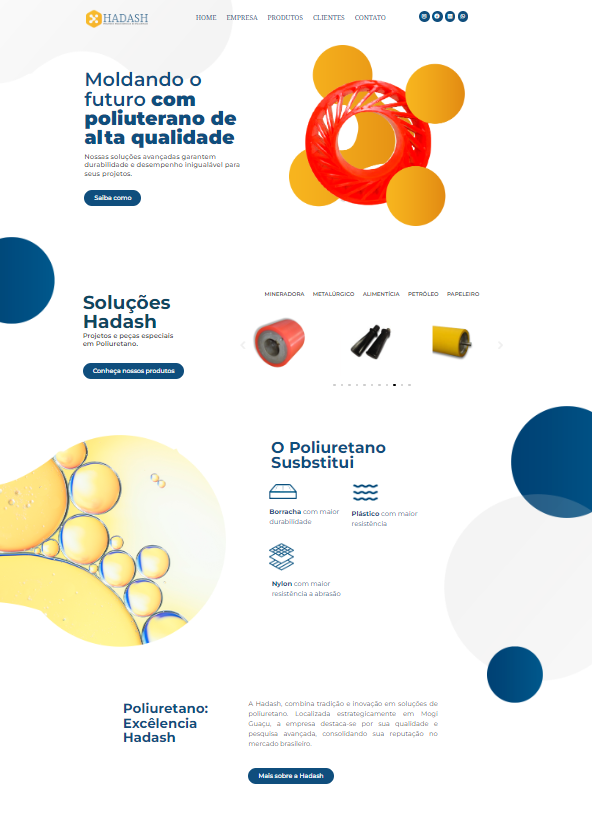 HADASH
HOME EMPRESA PRODUTOS CLIENTES CONTATO
Moldando o
futuro com
poliuterano de
alta qualidade
Nossas soluções avançadas garantem
durabilidade e desempenho inigualável para
seus projetos.
Saiba como
MINERADORA METALÚRGICO ALIMENTÍCIA PETRÓLEO PAPELEIRO
Soluções
Hadash
Projetos e peças especiais
em Poliuretano.
Conheça nossos produtos
O Poliuretano
Susbstitui
Borracha com maior
durabilidade
Plástico com maior
resistência
Nylon com maior
resistência a abrasão
Poliuretano:
Excêlencia
Hadash
A Hadash, combina tradição e inovação em soluções de
poliuretano. Localizada estrategicamente em Mogi
Guaçu, a empresa destaca-se por sua qualidade e
pesquisa avançada, consolidando sua reputação no
mercado brasileiro.
Mais sobre a Hadash